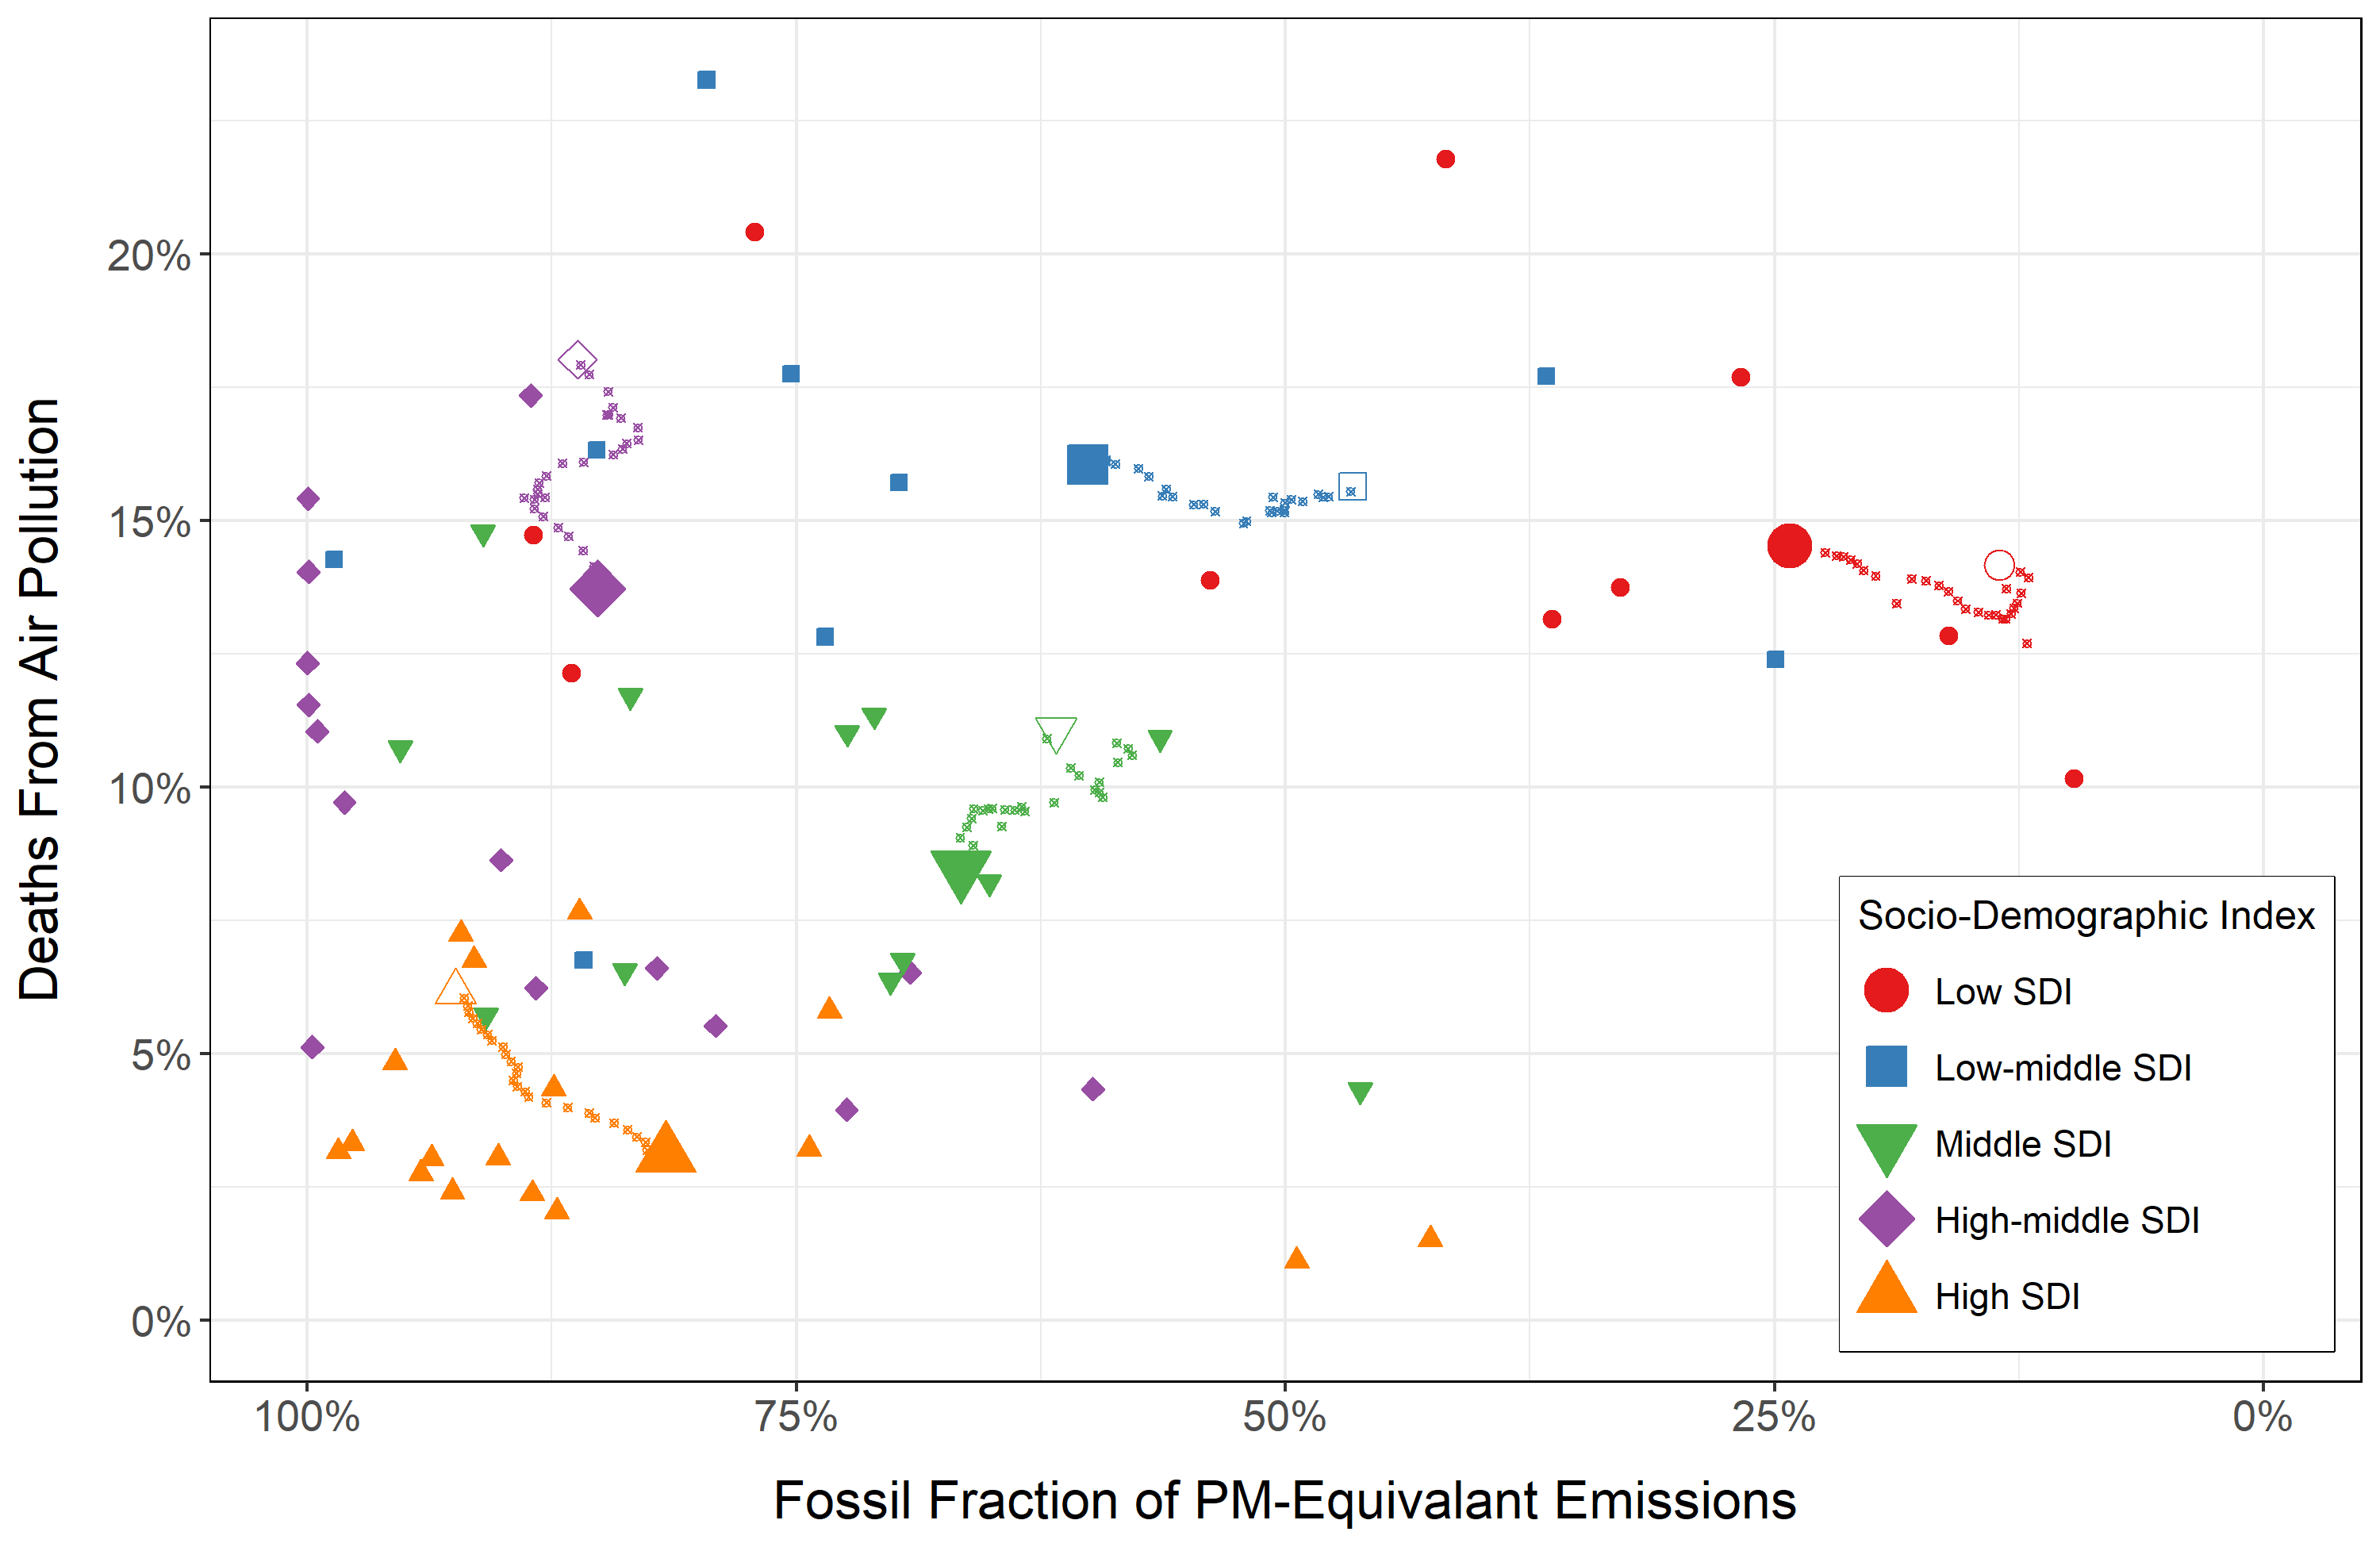 Deaths From Air Pollution
20%
15%
10%
5%
0%
100%
75%
50%
25%
0%
Fossil Fraction of PM-Equivalant Emissions
Socio-Demographic Index
Low SDI
Low-middle SDI
Middle SDI
High-middle SDI
High SDI